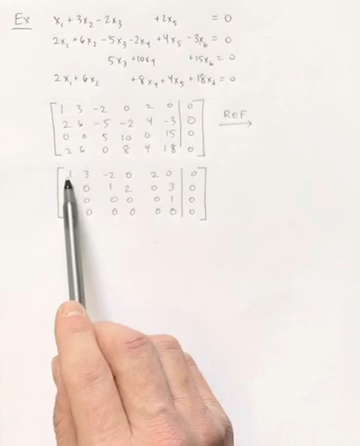 Ex x₁ + 3x₂ - 2x₃ + 2x₅ = 0
2x₁ + 6x₂ - 5x₃ - 2x₄ + 4x₅ - 3x₆ = 0
5x₃ + 10x₄ + 15x₆ = 0
2x₁ + 6x₂ + 8x₄ + 4x₅ + 18x₆ = 0
1 3 -2 0 2 0 | 0
2 6 -5 -2 4 -3 | 0 REF →
0 0 5 10 0 15 | 0
2 6 0 8 4 18 | 0
1 3 -2 0 2 0 | 0
0 1 2 0 3 | 0
0 0 0 0 1 | 0
0 0 0 0 0 | 0